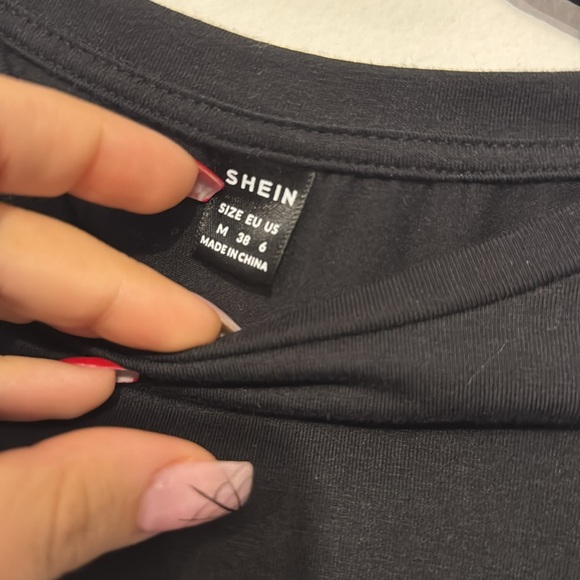 SHEIN
SIZE EU US
M 38 6
MADE IN CHINA